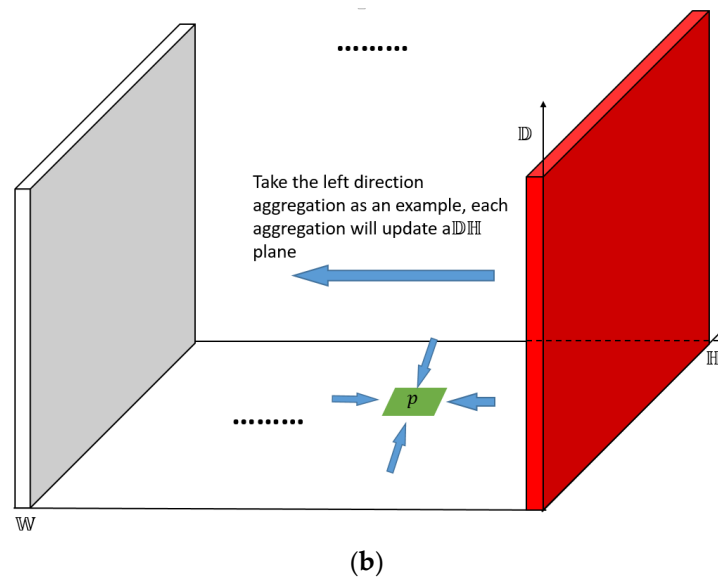 ………
𝔻
Take the left direction
aggregation as an example, each
aggregation will update a𝔻ℍ
plane
ℍ
p
………
𝕎
(b)